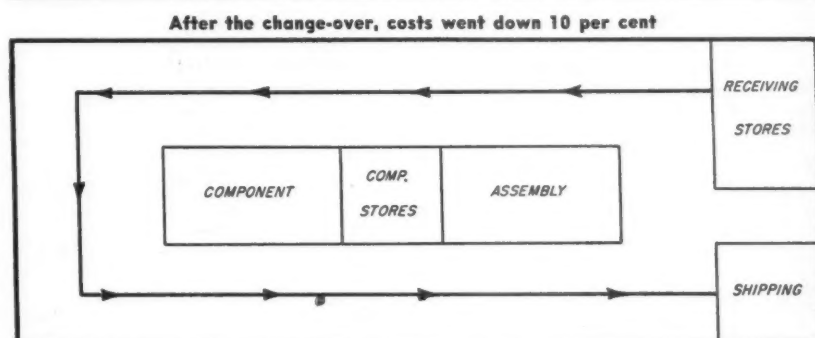 After the change-over, costs went down 10 per cent
RECEIVING
STORES
COMPONENT
COMP.
STORES
ASSEMBLY
SHIPPING